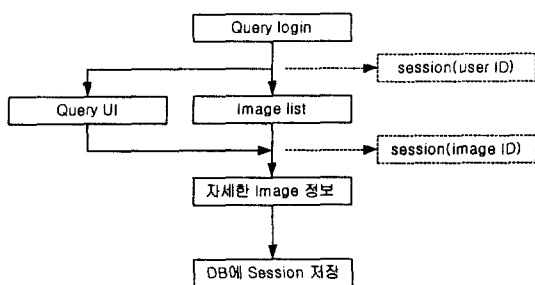 Query login
session(user ID)
Query UI
Image list
session(image ID)
자세한 Image 정보
DB에 Session 저장